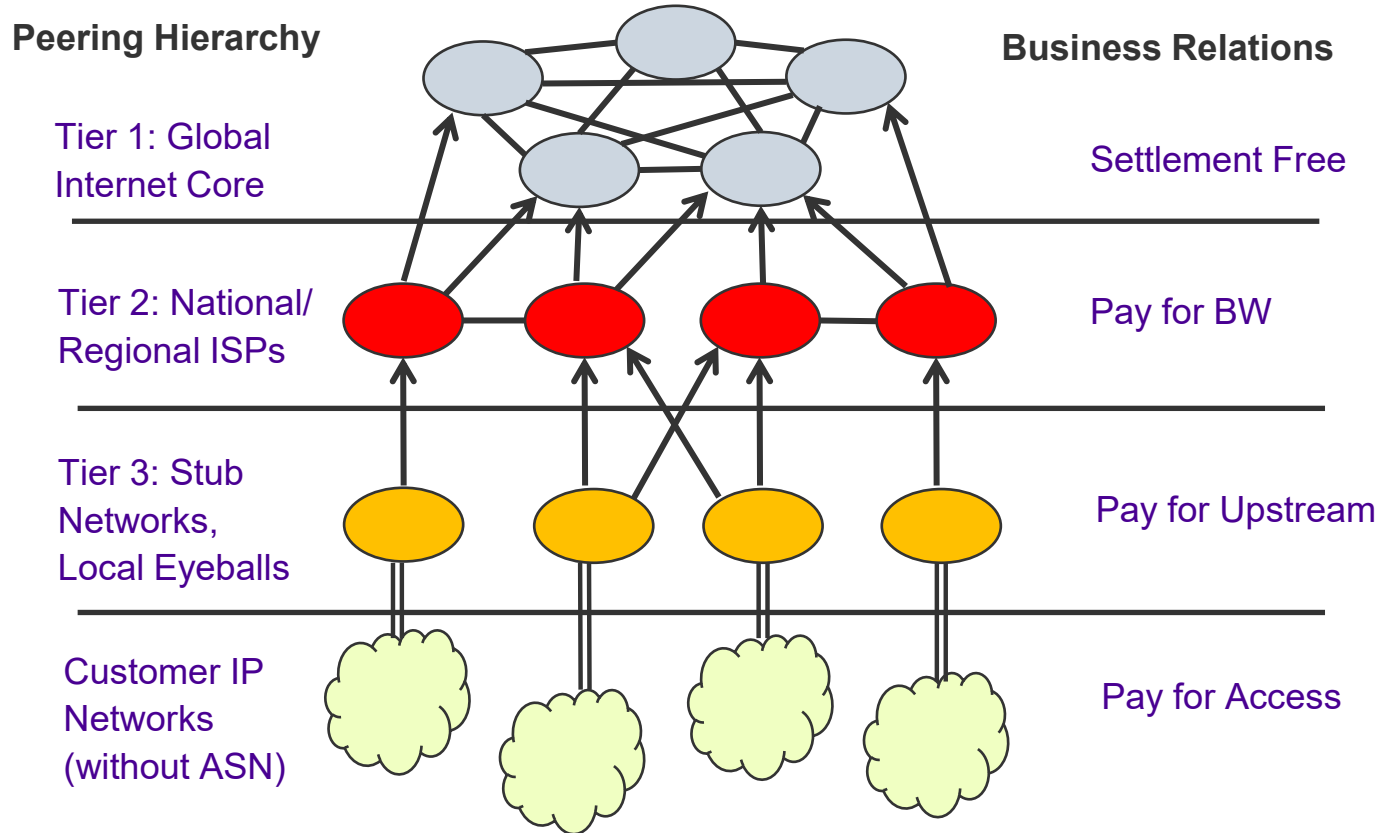 Peering Hierarchy
Business Relations
Tier 1: Global
Internet Core
Settlement Free
Tier 2: National/
Regional ISPs
Pay for BW
Tier 3: Stub
Networks,
Local Eyeballs
Pay for Upstream
Customer IP
Networks
(without ASN)
Pay for Access